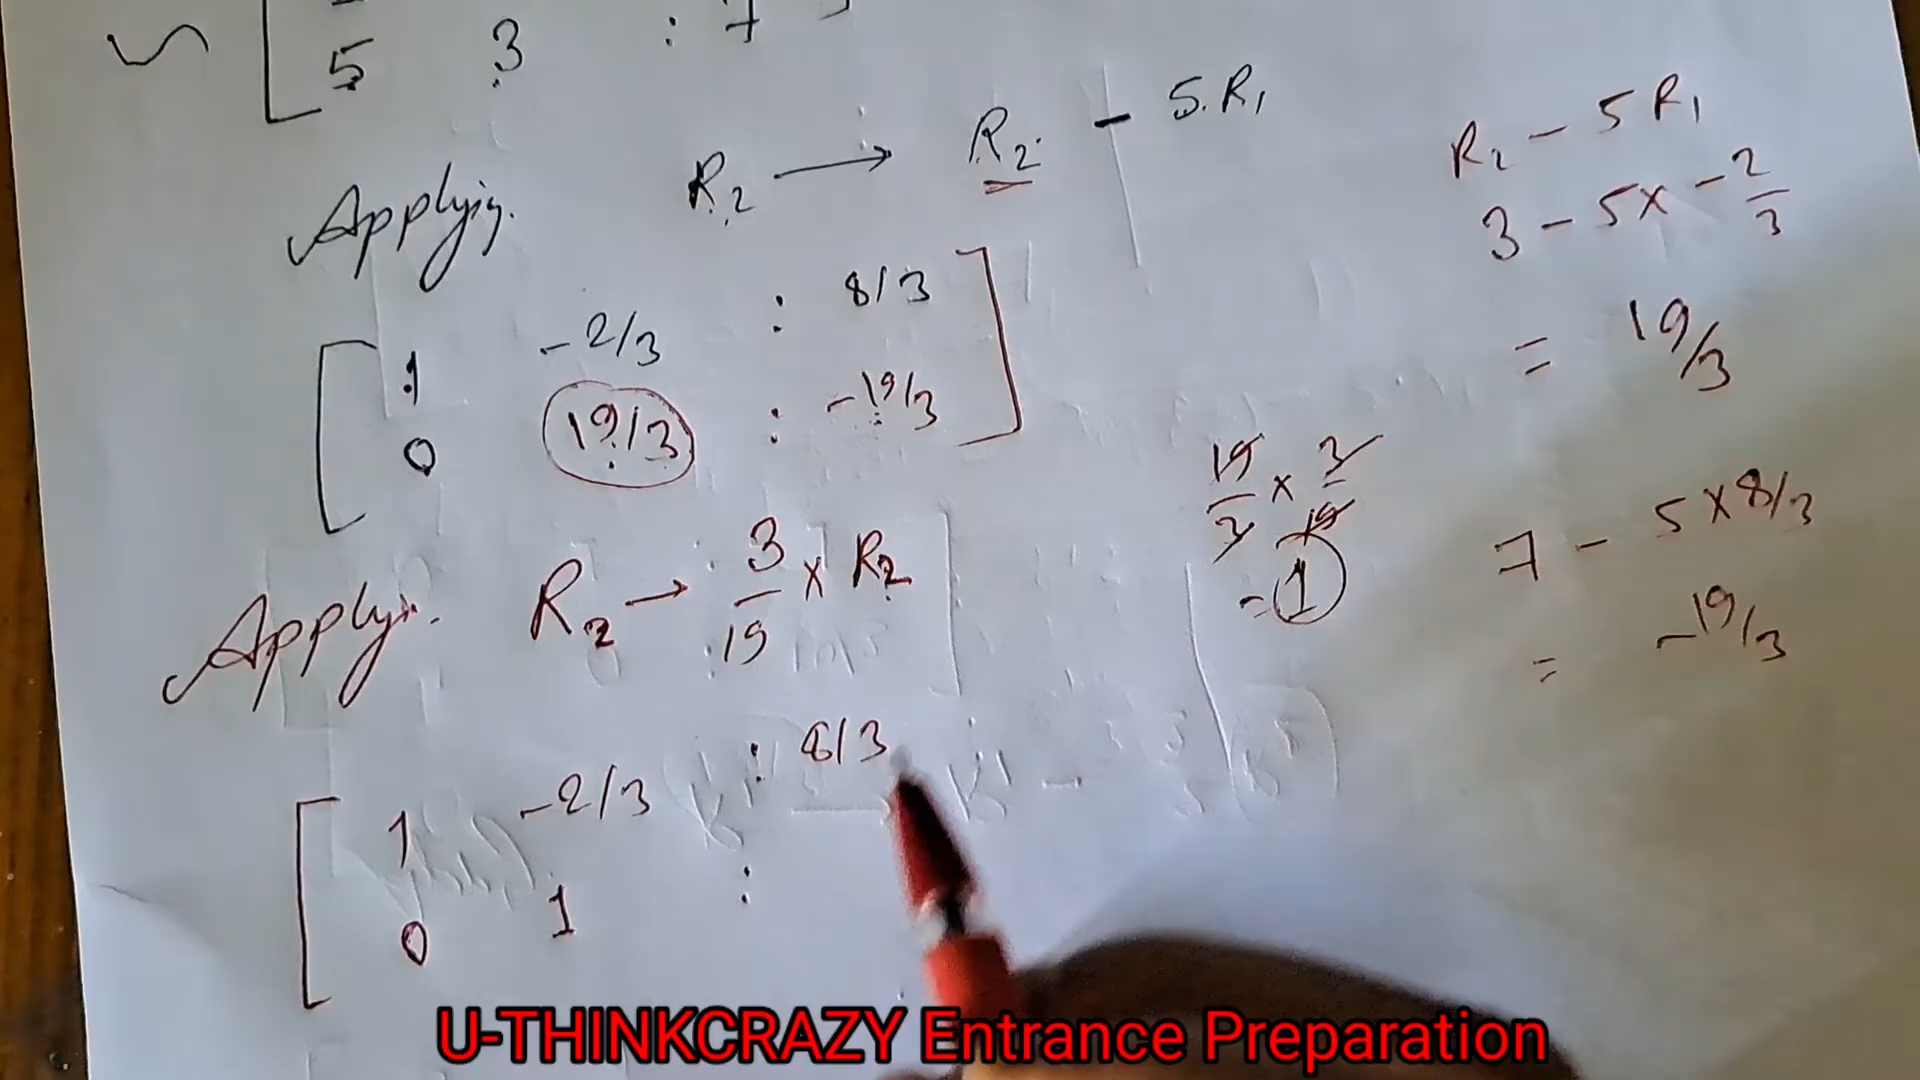 5 3 : 7
Applying. R₂ → R₂ - 5.R₁
1 -2/3 : 8/3
0 19/3 : -19/3
Applyi. R₂ → 3/19 × R₂
1 -2/3 : 8/3
0 1 :
R₂ - 5R₁
3 - 5× -2/3
= 19/3
19/3 × 3/19
= 1
7 - 5×8/3
= -19/3
U-THINKCRAZY Entrance Preparation